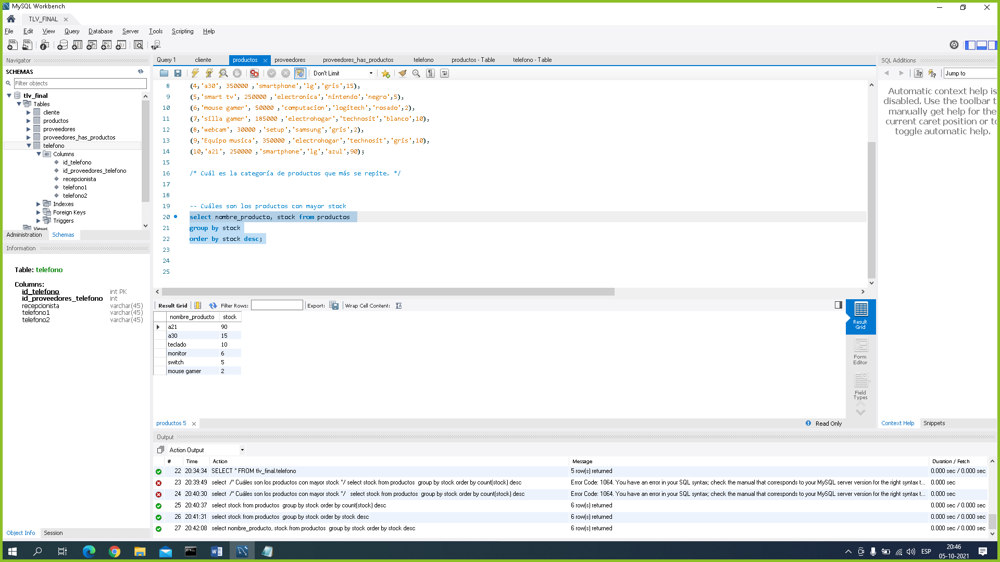 MySQL Workbench
TLV_FINAL
File Edit View Query Database Server Tools Scripting Help
Navigator
SCHEMAS
Filter objects
tlv_final
Tables
cliente
productos
proveedores
proveedores_has_productos
telefono
Columns
id_telefono
id_proveedores_telefono
recepcionista
telefono1
telefono2
Indexes
Foreign Keys
Triggers
Views
Administration Schemas
Information
Table: telefono
Columns:
id_telefono int PK
id_proveedores_telefono int
recepcionista varchar(45)
telefono1 varchar(45)
telefono2 varchar(45)
Object Info Session
Query 1 cliente productos proveedores proveedores_has_productos telefono productos - Table telefono - Table
Don't Limit
8 (4,'a30', 350000 ,'smartphone','lg','gris',15),
9 (5,'smart tv', 250000 ,'electronica','nintendo','negro',5),
10 (6,'mouse gamer', 50000 ,'computacion','logitech','rosado',2),
11 (7,'silla gamer', 185000 ,'electrohogar','technosit','blanco',10),
12 (8,'webcam', 30000 ,'setup','samsung','gris',2),
13 (9,'Equipo musica', 350000 ,'electrohogar','technosit','gris',10),
14 (10,'a21', 250000 ,'smartphone','lg','azul',90);
15
16 /* Cuál es la categoría de productos que más se repite. */
17
18
19 -- Cuáles son los productos con mayor stock
20 select nombre_producto, stock from productos
21 group by stock
22 order by stock desc;
23
24
25
Result Grid Filter Rows: Export: Wrap Cell Content:
nombre_producto stock
a21 90
a30 15
teclado 10
monitor 6
switch 5
mouse gamer 2
Result
Grid
Form
Editor
Field
Types
productos 5
Read Only
SQL Additions
Jump to
Automatic context help is
disabled. Use the toolbar t
manually get help for the
current caret position or to
toggle automatic help.
Context Help Snippets
Output
Action Output
# Time Action Message Duration / Fetch
22 20:34:34 SELECT * FROM tlv_final.telefono 5 row(s) returned 0.000 sec / 0.000 sec
23 20:39:49 select /* Cuáles son los productos con mayor stock */ select stock from productos group by stock order by count(stock) desc Error Code: 1064. You have an error in your SQL syntax; check the manual that corresponds to your MySQL server version for the right syntax t... 0.000 sec
24 20:40:30 select /* Cuáles son los productos con mayor stock */ select stock from productos group by stock order by count(stock) desc Error Code: 1064. You have an error in your SQL syntax; check the manual that corresponds to your MySQL server version for the right syntax t... 0.000 sec
25 20:40:37 select stock from productos group by stock order by count(stock) desc 6 row(s) returned 0.000 sec / 0.000 sec
26 20:41:31 select stock from productos group by stock order by stock desc 6 row(s) returned 0.000 sec / 0.000 sec
27 20:42:08 select nombre_producto, stock from productos group by stock order by stock desc 6 row(s) returned 0.000 sec / 0.000 sec
ESP
20:46
05-10-2021